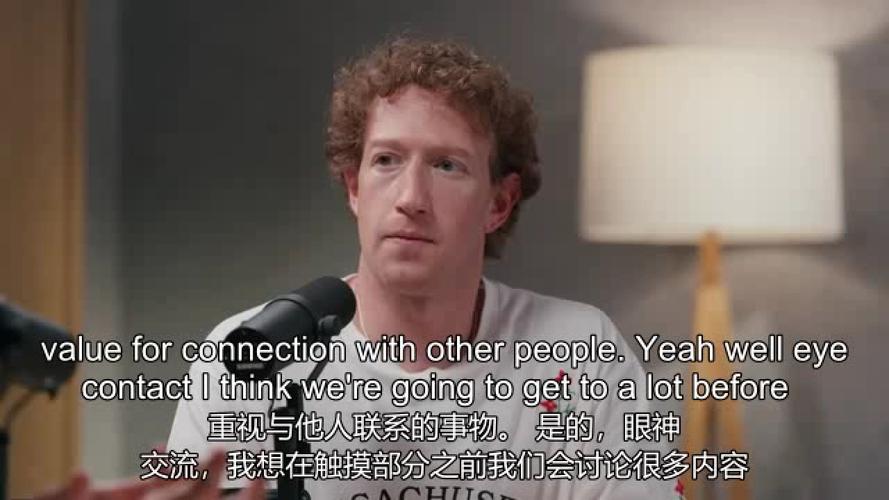 value for connection with other people. Yeah well eye
contact I think we're going to get to a lot before
重视与他人联系的事物。 是的，眼神
交流，我想在触摸部分之前我们会讨论很多内容